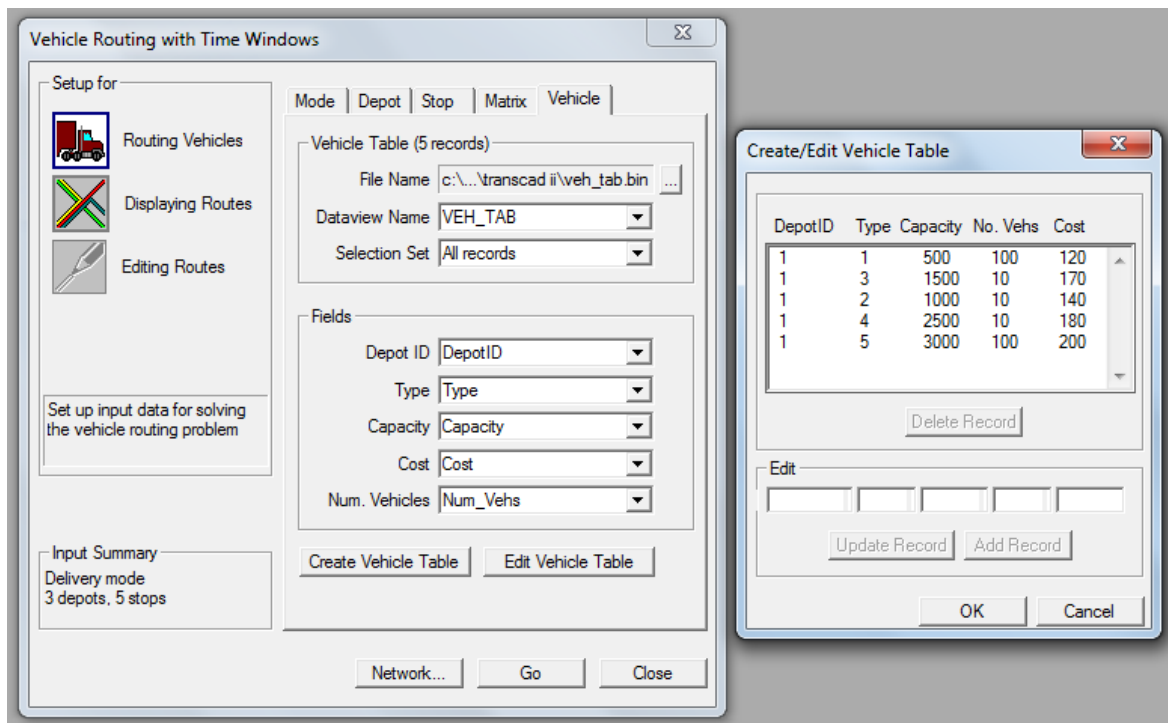 Vehicle Routing with Time Windows
Setup for
Routing Vehicles
Displaying Routes
Editing Routes
Set up input data for solving
the vehicle routing problem
Input Summary
Delivery mode
3 depots, 5 stops
Mode Depot Stop Matrix Vehicle
Vehicle Table (5 records)
File Name c:\...\transcad ii\veh_tab.bin ...
Dataview Name VEH_TAB
Selection Set All records
Fields
Depot ID DepotID
Type Type
Capacity Capacity
Cost Cost
Num. Vehicles Num_Vehs
Create Vehicle Table Edit Vehicle Table
Network... Go Close
Create/Edit Vehicle Table
DepotID Type Capacity No. Vehs Cost
1 1 500 100 120
1 3 1500 10 170
1 2 1000 10 140
1 4 2500 10 180
1 5 3000 100 200
Delete Record
Edit
Update Record Add Record
OK Cancel